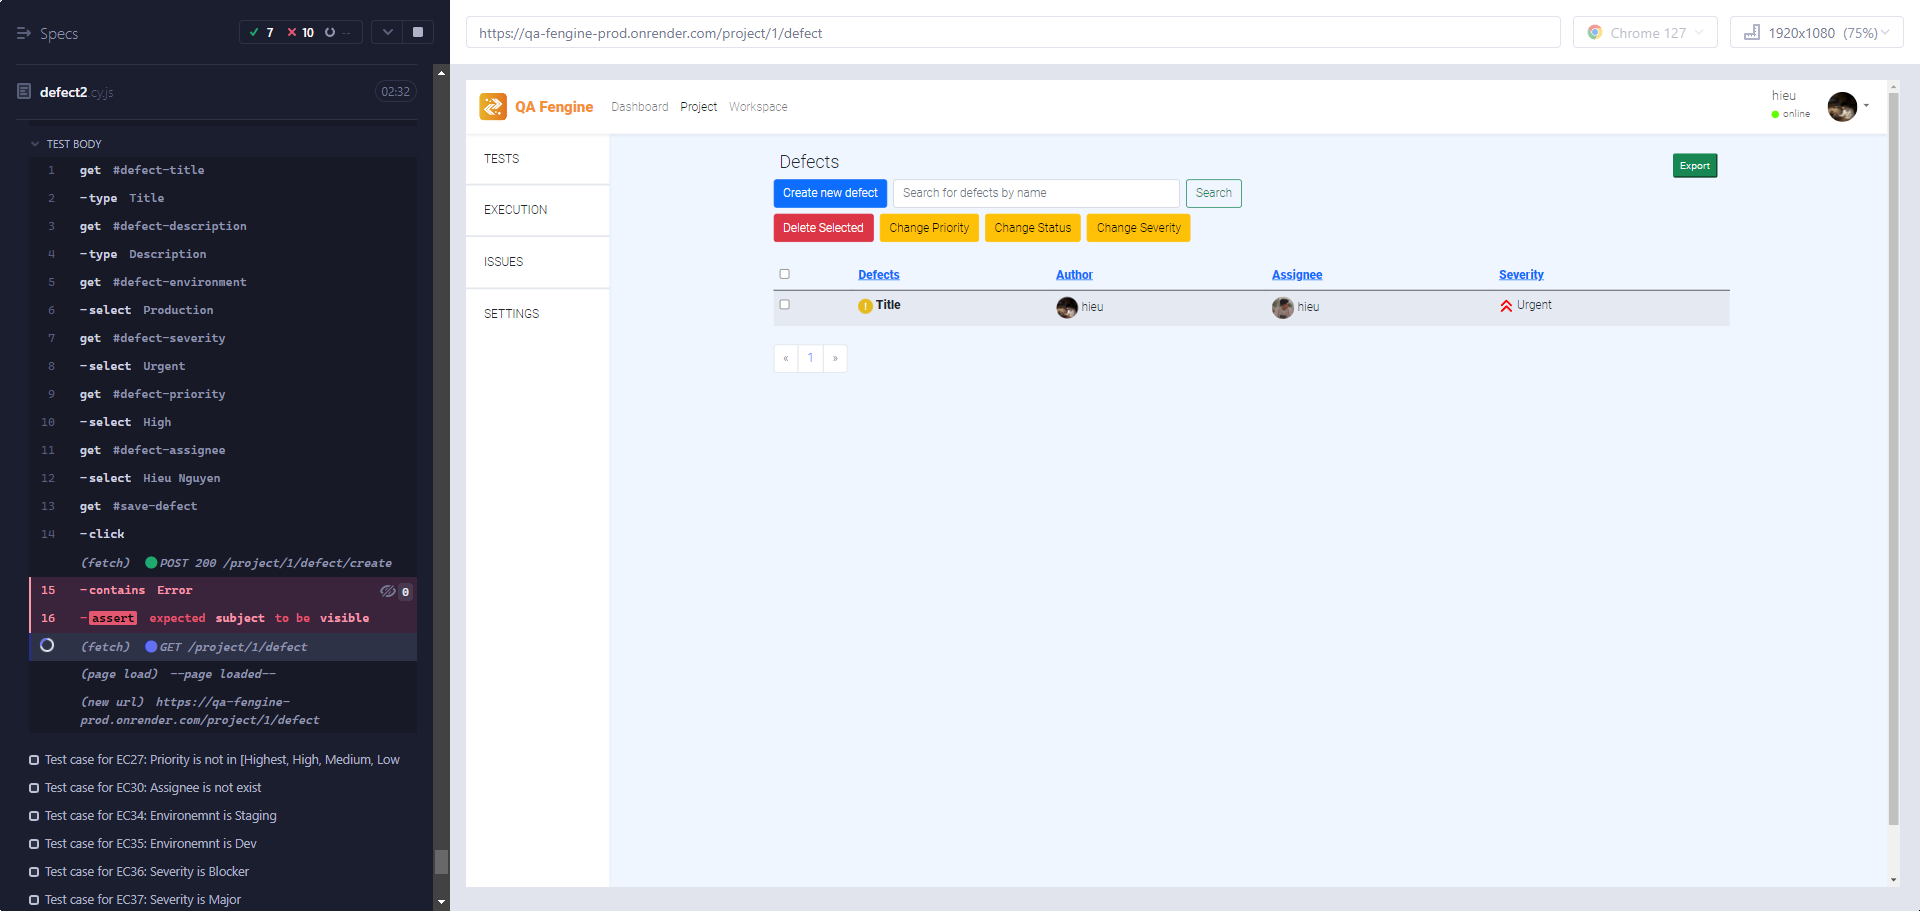 Specs
7 10 --
defect2.cy.js 02:32
TEST BODY
1 get #defect-title
2 -type Title
3 get #defect-description
4 -type Description
5 get #defect-environment
6 -select Production
7 get #defect-severity
8 -select Urgent
9 get #defect-priority
10 -select High
11 get #defect-assignee
12 -select Hieu Nguyen
13 get #save-defect
14 -click
(fetch) POST 200 /project/1/defect/create
15 -contains Error 0
16 -assert expected subject to be visible
(fetch) GET /project/1/defect
(page load) --page loaded--
(new url) https://qa-fengine-
prod.onrender.com/project/1/defect
Test case for EC27: Priority is not in [Highest, High, Medium, Low
Test case for EC30: Assignee is not exist
Test case for EC34: Environemnt is Staging
Test case for EC35: Environemnt is Dev
Test case for EC36: Severity is Blocker
Test case for EC37: Severity is Major
https://qa-fengine-prod.onrender.com/project/1/defect
Chrome 127
1920x1080 (75%)
QA Fengine Dashboard Project Workspace
hieu
online
TESTS
EXECUTION
ISSUES
SETTINGS
Defects
Export
Create new defect Search for defects by name Search
Delete Selected Change Priority Change Status Change Severity
Defects Author Assignee Severity
! Title hieu hieu Urgent
« 1 »